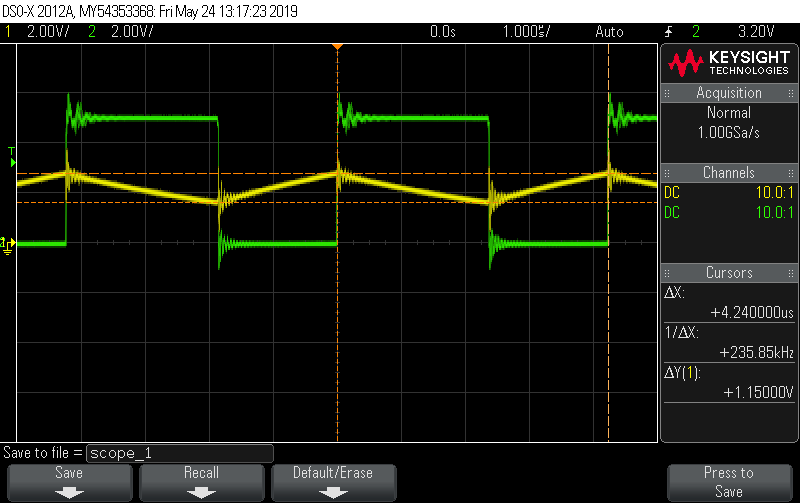 DSO-X 2012A, MY54353368: Fri May 24 13:17:23 2019
1 2.00V/ 2 2.00V/ 0.0s 1.000s/ Auto 2 3.20V
KEYSIGHT
TECHNOLOGIES
Acquisition
Normal
1.00GSa/s
Channels
DC 10.0:1
DC 10.0:1
Cursors
ΔX:
+4.240000us
1/ΔX:
+235.85kHz
ΔY(1):
+1.15000V
T
2
Save to file = scope_1
Save Recall Default/Erase Press to
Save